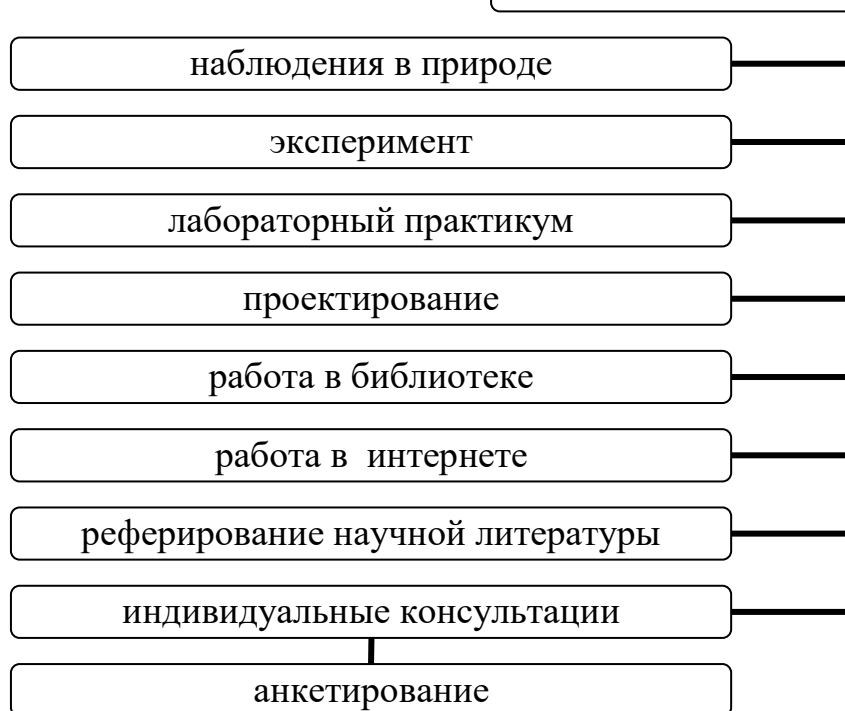 наблюдения в природе
эксперимент
лабораторный практикум
проектирование
работа в библиотеке
работа в  интернете
реферирование научной литературы
индивидуальные консультации
анкетирование